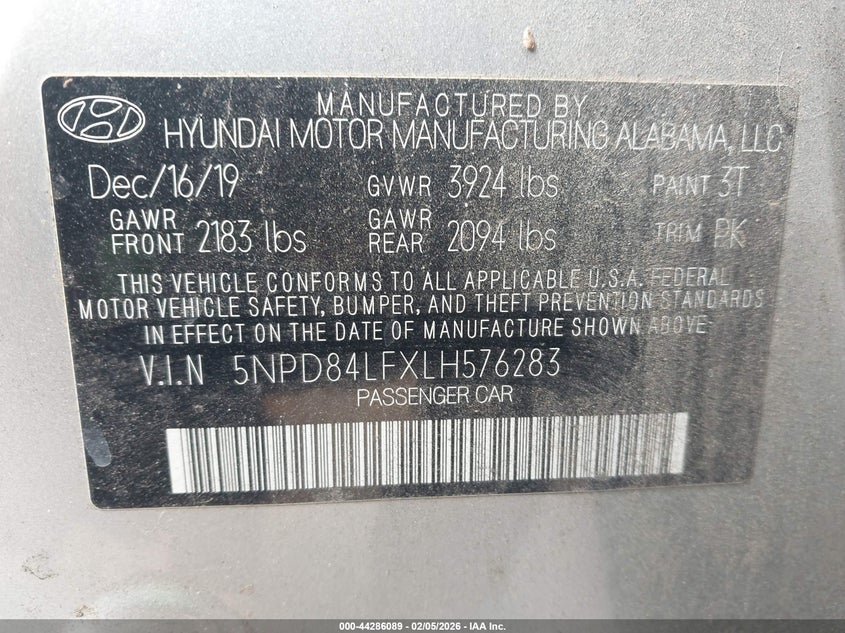 MANUFACTURED BY
HYUNDAI MOTOR MANUFACTURING ALABAMA, LLC
Dec/16/19 GVWR 3924 lbs PAINT 3T
GAWR FRONT 2183 lbs GAWR REAR 2094 lbs TRIM PK
THIS VEHICLE CONFORMS TO ALL APPLICABLE U.S.A. FEDERAL
MOTOR VEHICLE SAFETY, BUMPER, AND THEFT PREVENTION STANDARDS
IN EFFECT ON THE DATE OF MANUFACTURE SHOWN ABOVE
V.I.N 5NPD84LFXLH576283
PASSENGER CAR
000-44286089 - 02/05/2026 - IAA Inc.